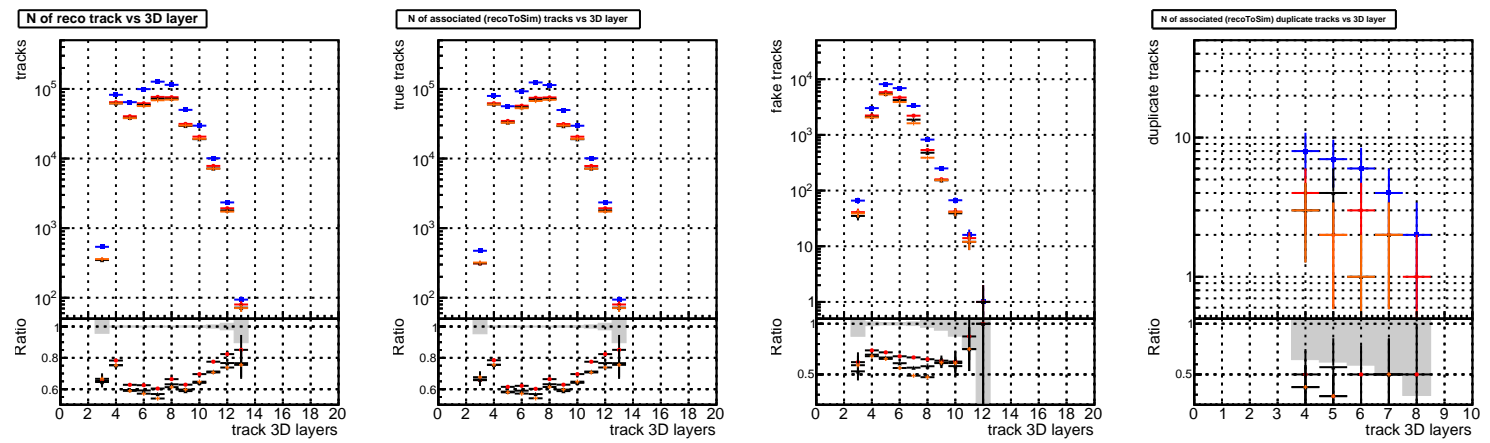 N of reco track vs 3D layer
tracks
10^5
10^4
10^3
10^2
Ratio
1
0.8
0.6
0 2 4 6 8 10 12 14 16 18 20
track 3D layers
N of associated (recoToSim) tracks vs 3D layer
true tracks
10^5
10^4
10^3
10^2
Ratio
1
0.8
0.6
0 2 4 6 8 10 12 14 16 18 20
track 3D layers
fake tracks
10^4
10^3
10^2
10
1
Ratio
1
0.5
0 2 4 6 8 10 12 14 16 18 20
track 3D layers
N of associated (recoToSim) duplicate tracks vs 3D layer
duplicate tracks
10
1
Ratio
1
0.5
0 1 2 3 4 5 6 7 8 9 10
track 3D layers